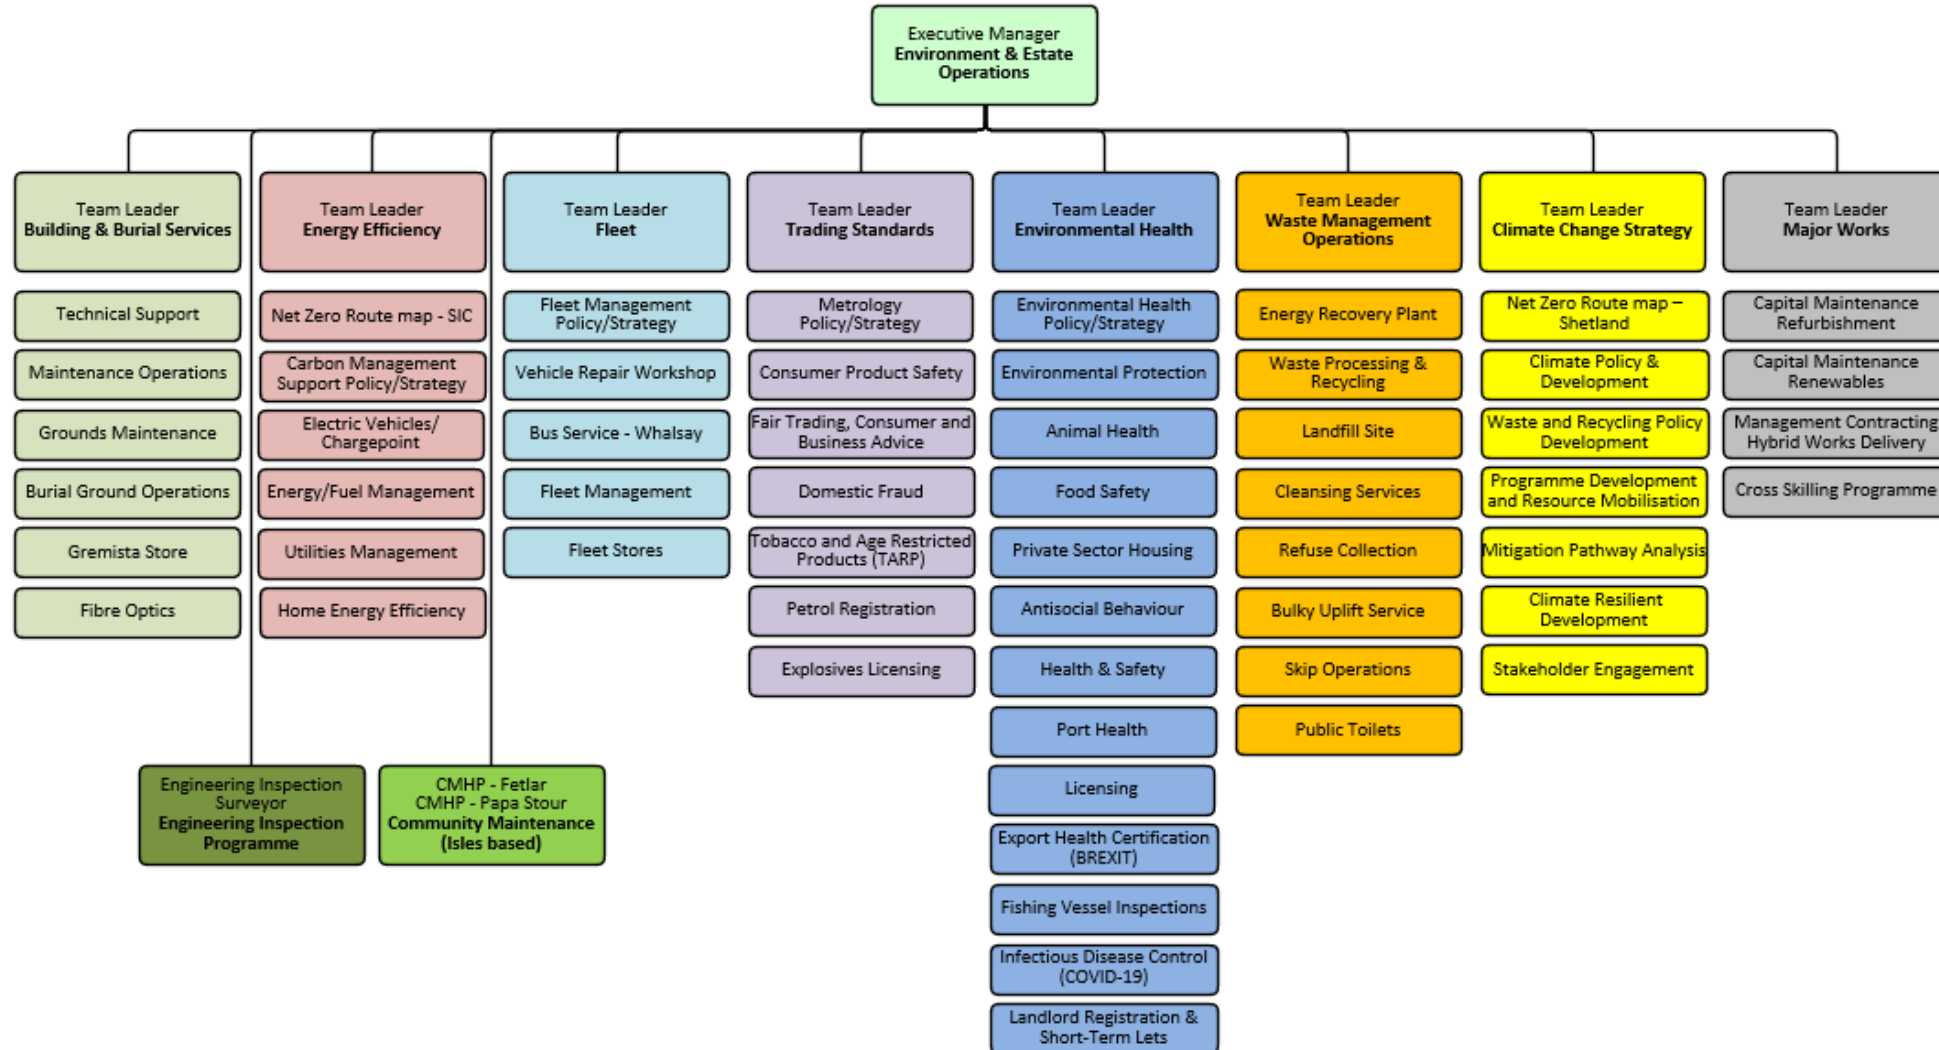 Executive Manager
Environment & Estate
Operations
Team Leader
Building & Burial Services
Technical Support
Maintenance Operations
Grounds Maintenance
Burial Ground Operations
Gremista Store
Fibre Optics
Team Leader
Energy Efficiency
Net Zero Route map - SIC
Carbon Management
Support Policy/Strategy
Electric Vehicles/
Chargepoint
Energy/Fuel Management
Utilities Management
Home Energy Efficiency
Team Leader
Fleet
Fleet Management
Policy/Strategy
Vehicle Repair Workshop
Bus Service - Whalsay
Fleet Management
Fleet Stores
Team Leader
Trading Standards
Metrology
Policy/Strategy
Consumer Product Safety
Fair Trading, Consumer and
Business Advice
Domestic Fraud
Tobacco and Age Restricted
Products (TARP)
Petrol Registration
Explosives Licensing
Team Leader
Environmental Health
Environmental Health
Policy/Strategy
Environmental Protection
Animal Health
Food Safety
Private Sector Housing
Antisocial Behaviour
Health & Safety
Port Health
Licensing
Export Health Certification
(BREXIT)
Fishing Vessel Inspections
Infectious Disease Control
(COVID-19)
Landlord Registration &
Short-Term Lets
Team Leader
Waste Management
Operations
Energy Recovery Plant
Waste Processing &
Recycling
Landfill Site
Cleansing Services
Refuse Collection
Bulky Uplift Service
Skip Operations
Public Toilets
Team Leader
Climate Change Strategy
Net Zero Route map –
Shetland
Climate Policy &
Development
Waste and Recycling Policy
Development
Programme Development
and Resource Mobilisation
Mitigation Pathway Analysis
Climate Resilient
Development
Stakeholder Engagement
Team Leader
Major Works
Capital Maintenance
Refurbishment
Capital Maintenance
Renewables
Management Contracting
Hybrid Works Delivery
Cross Skilling Programme
Engineering Inspection
Surveyor
Engineering Inspection
Programme
CMHP - Fetlar
CMHP - Papa Stour
Community Maintenance
(Isles based)